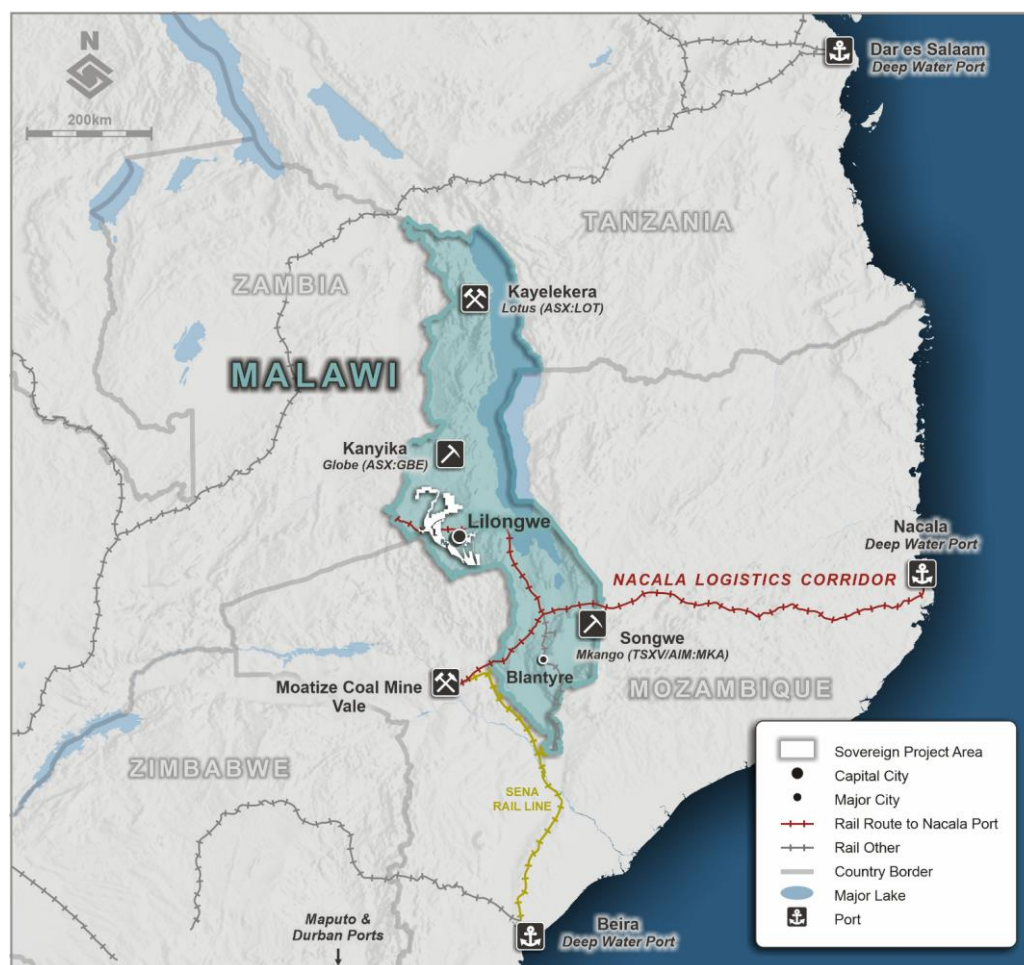 N
200km
Dar es Salaam
Deep Water Port
TANZANIA
ZAMBIA
Kayelekera
Lotus (ASX:LOT)
MALAWI
Kanyika
Globe (ASX:GBE)
Lilongwe
Nacala
Deep Water Port
NACALA LOGISTICS CORRIDOR
Songwe
Mkango (TSXV/AIM:MKA)
Blantyre
Moatize Coal Mine
Vale
MOZAMBIQUE
ZIMBABWE
SENA
RAIL LINE
Maputo &
Durban Ports
Beira
Deep Water Port
Sovereign Project Area
Capital City
Major City
Rail Route to Nacala Port
Rail Other
Country Border
Major Lake
Port